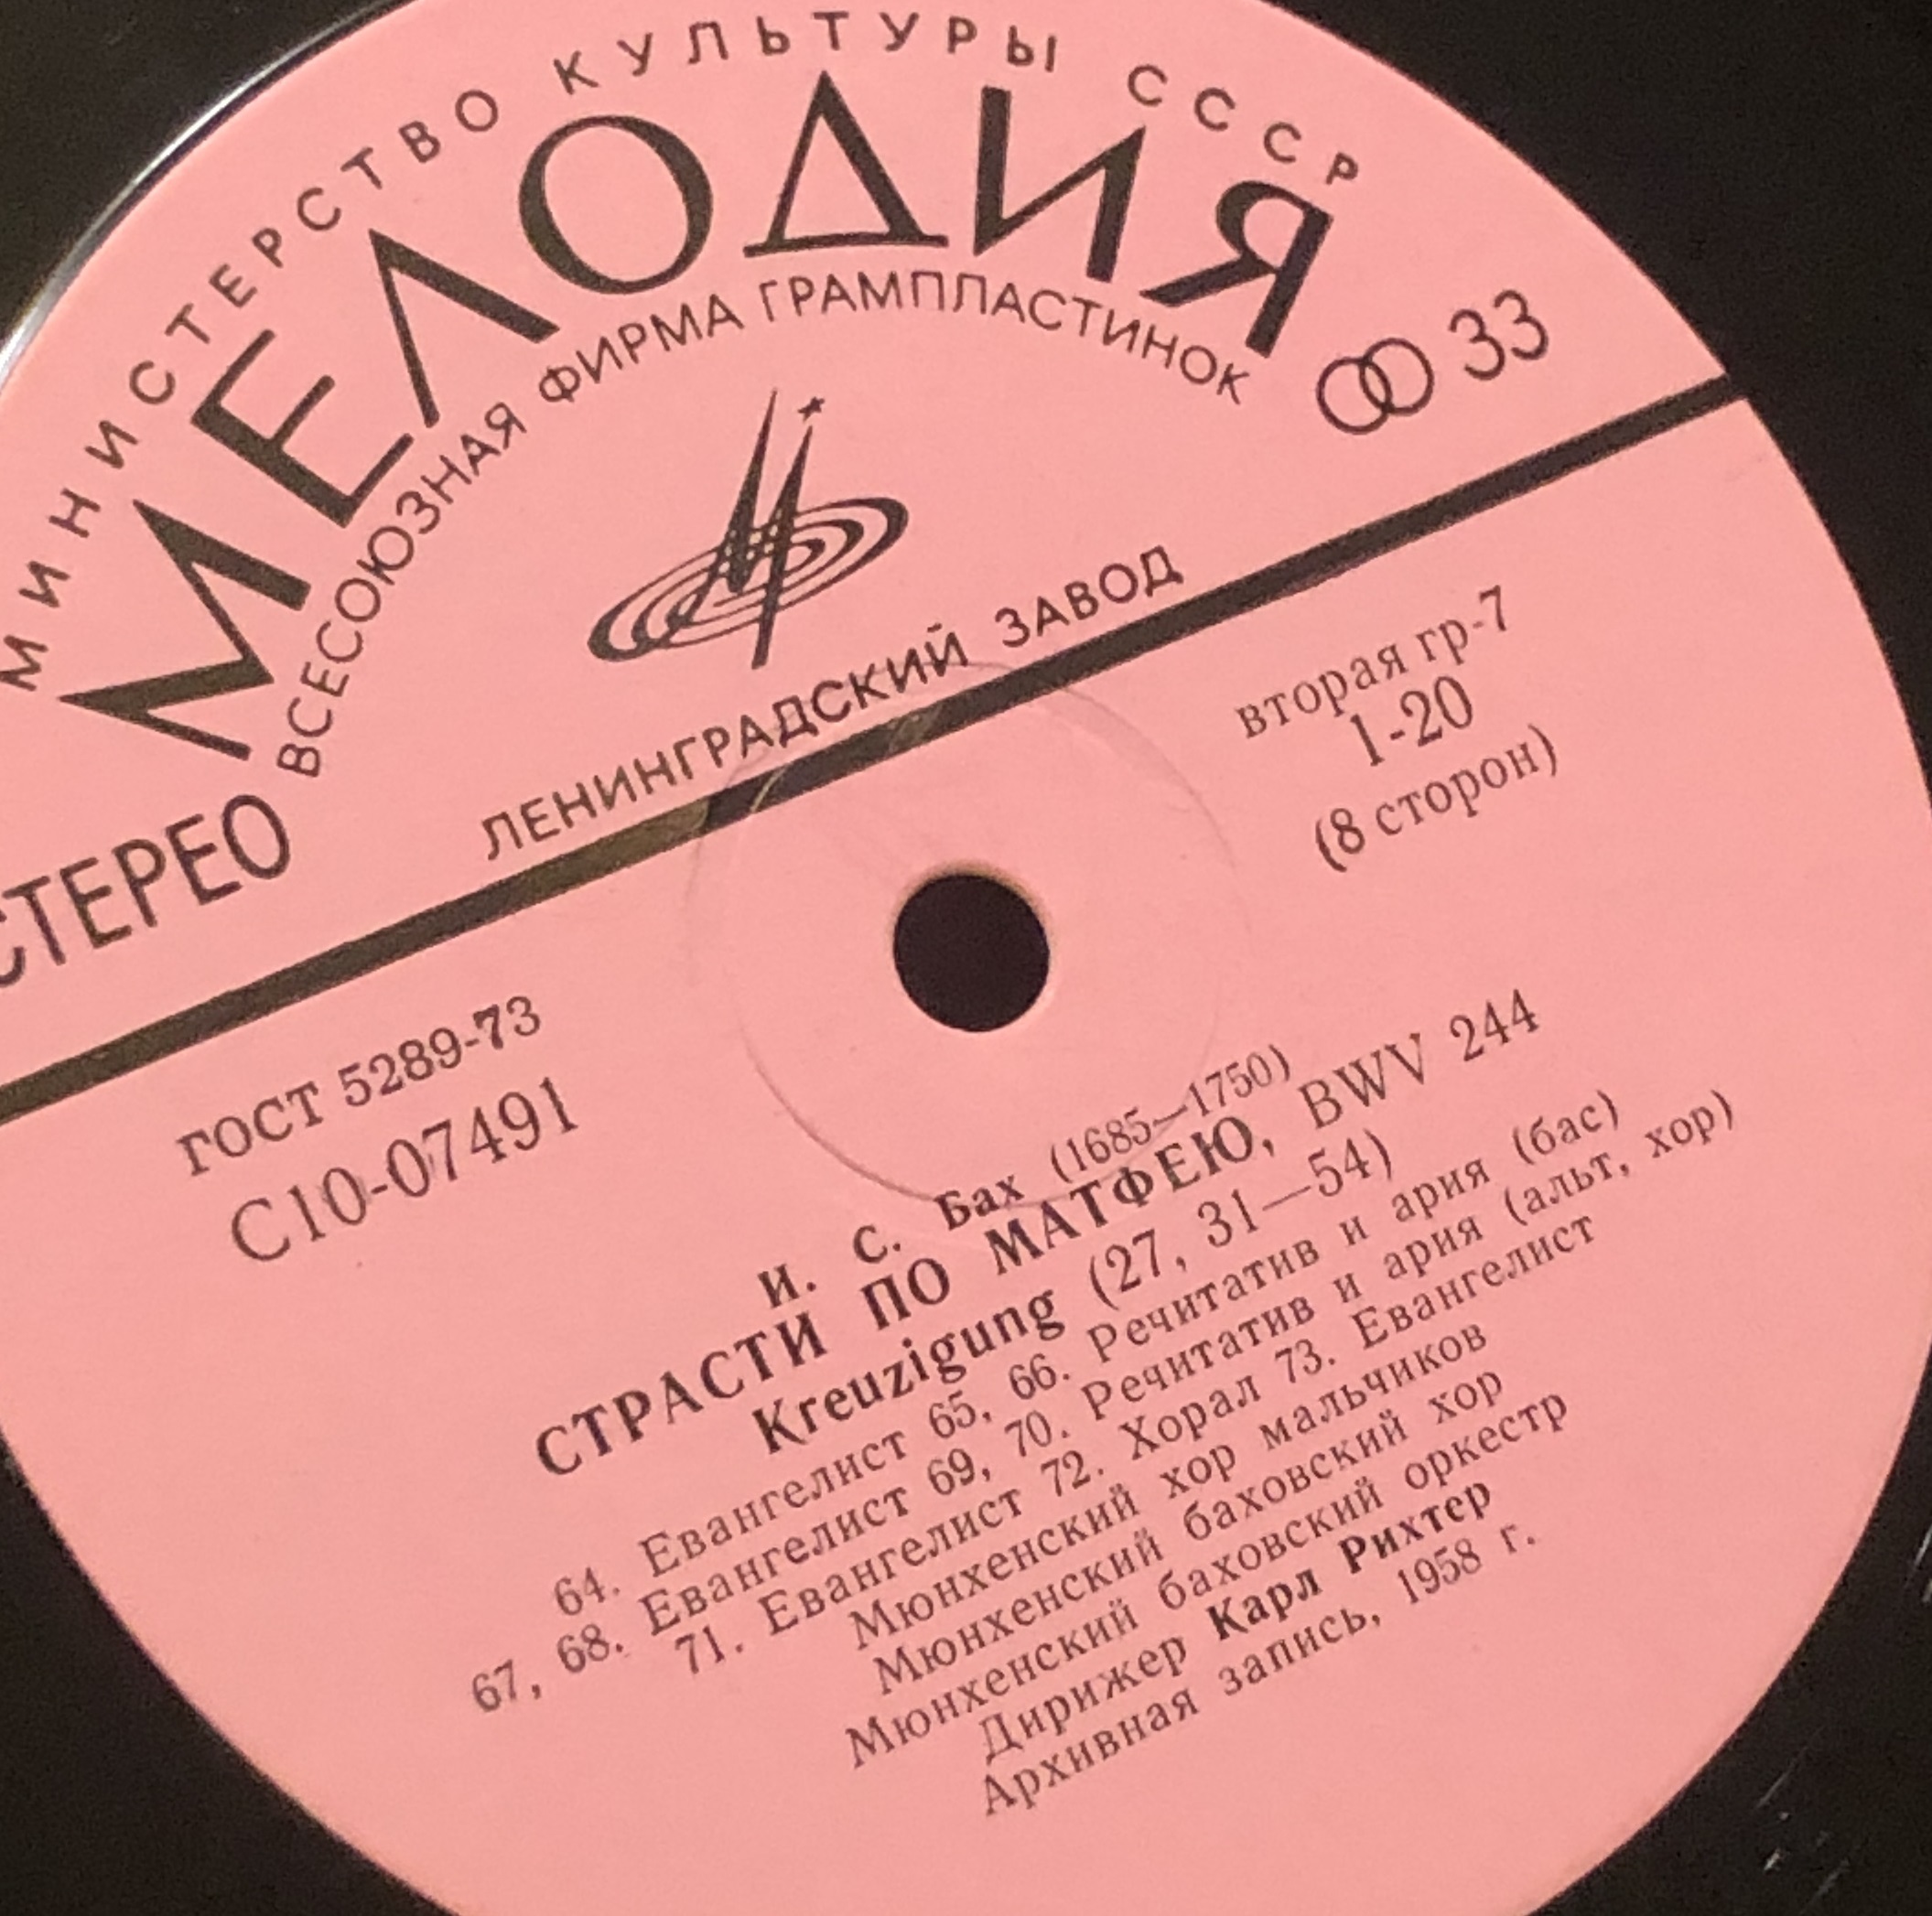 МИНИСТЕРСТВО КУЛЬТУРЫ СССР
МЕЛОДИЯ
ВСЕСОЮЗНАЯ ФИРМА ГРАМПЛАСТИНОК
СТЕРЕО
33
ЛЕНИНГРАДСКИЙ ЗАВОД
вторая гр-7
1-20
(8 сторон)
ГОСТ 5289-73
С10-07491
И. С. Бах (1685—1750)
СТРАСТИ ПО МАТФЕЮ, BWV 244
Kreuzigung (27, 31—54)
64. Евангелист 65, 66. Речитатив и ария (бас)
67, 68. Евангелист 69, 70. Речитатив и ария (альт, хор)
71. Евангелист 72. Хорал 73. Евангелист
Мюнхенский хор мальчиков
Мюнхенский баховский хор
Мюнхенский баховский оркестр
Дирижер Карл Рихтер
Архивная запись, 1958 г.